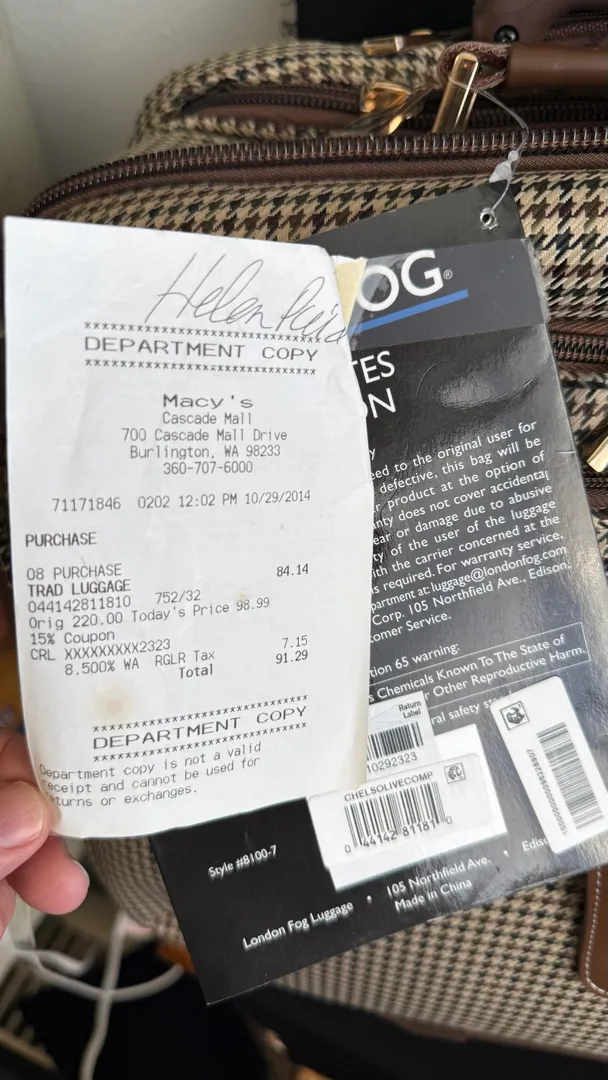 Helen
**********************
DEPARTMENT COPY
**********************
Macy's
Cascade Mall
700 Cascade Mall Drive
Burlington, WA 98233
360-707-6000
71171846 0202 12:02 PM 10/29/2014
PURCHASE
08 PURCHASE 84.14
TRAD LUGGAGE
044142811810 752/32
Orig 220.00 Today's Price 98.99
15% Coupon
CRL XXXXXXXXX2323
8.500% WA RGLR Tax 7.15
Total 91.29
**********************
DEPARTMENT COPY
**********************
Department copy is not a valid
receipt and cannot be used for
turns or exchanges.
OG®
TES
ON
y
eed to the original user for
defective, this bag will be
r product at the option of
nty does not cover accidental
ear or damage due to abusive
y of the user of the luggage
ith the carrier concerned at the
is required. For warranty service,
partment at: luggage@londonfog.com
Corp. 105 Northfield Ave., Edison,
tomer Service.
tion 65 warning:
s Chemicals Known To The State of
r Other Reproductive Harm.
ral safety
Return
Label
10292323
CHELSOLIVECOMP
0 44142 81181 0
Style #8100-7
London Fog Luggage • 105 Northfield Ave. • Edis
Made in China